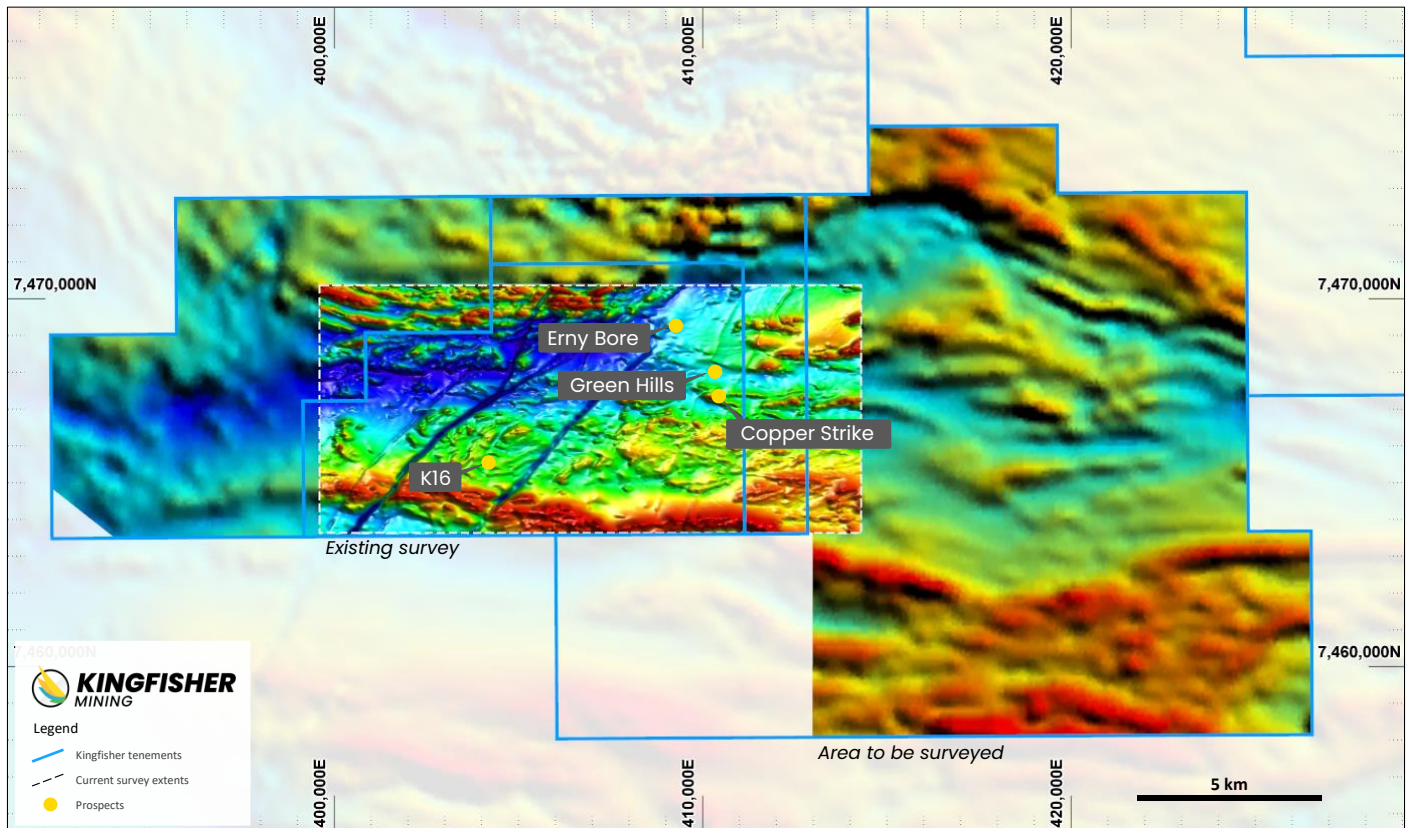 400,000E
410,000E
420,000E
7,470,000N
7,470,000N
Erny Bore
Green Hills
Copper Strike
K16
Existing survey
7,460,000N
7,460,000N
KINGFISHER
MINING
Legend
Kingfisher tenements
Current survey extents
Prospects
Area to be surveyed
5 km
400,000E
410,000E
420,000E